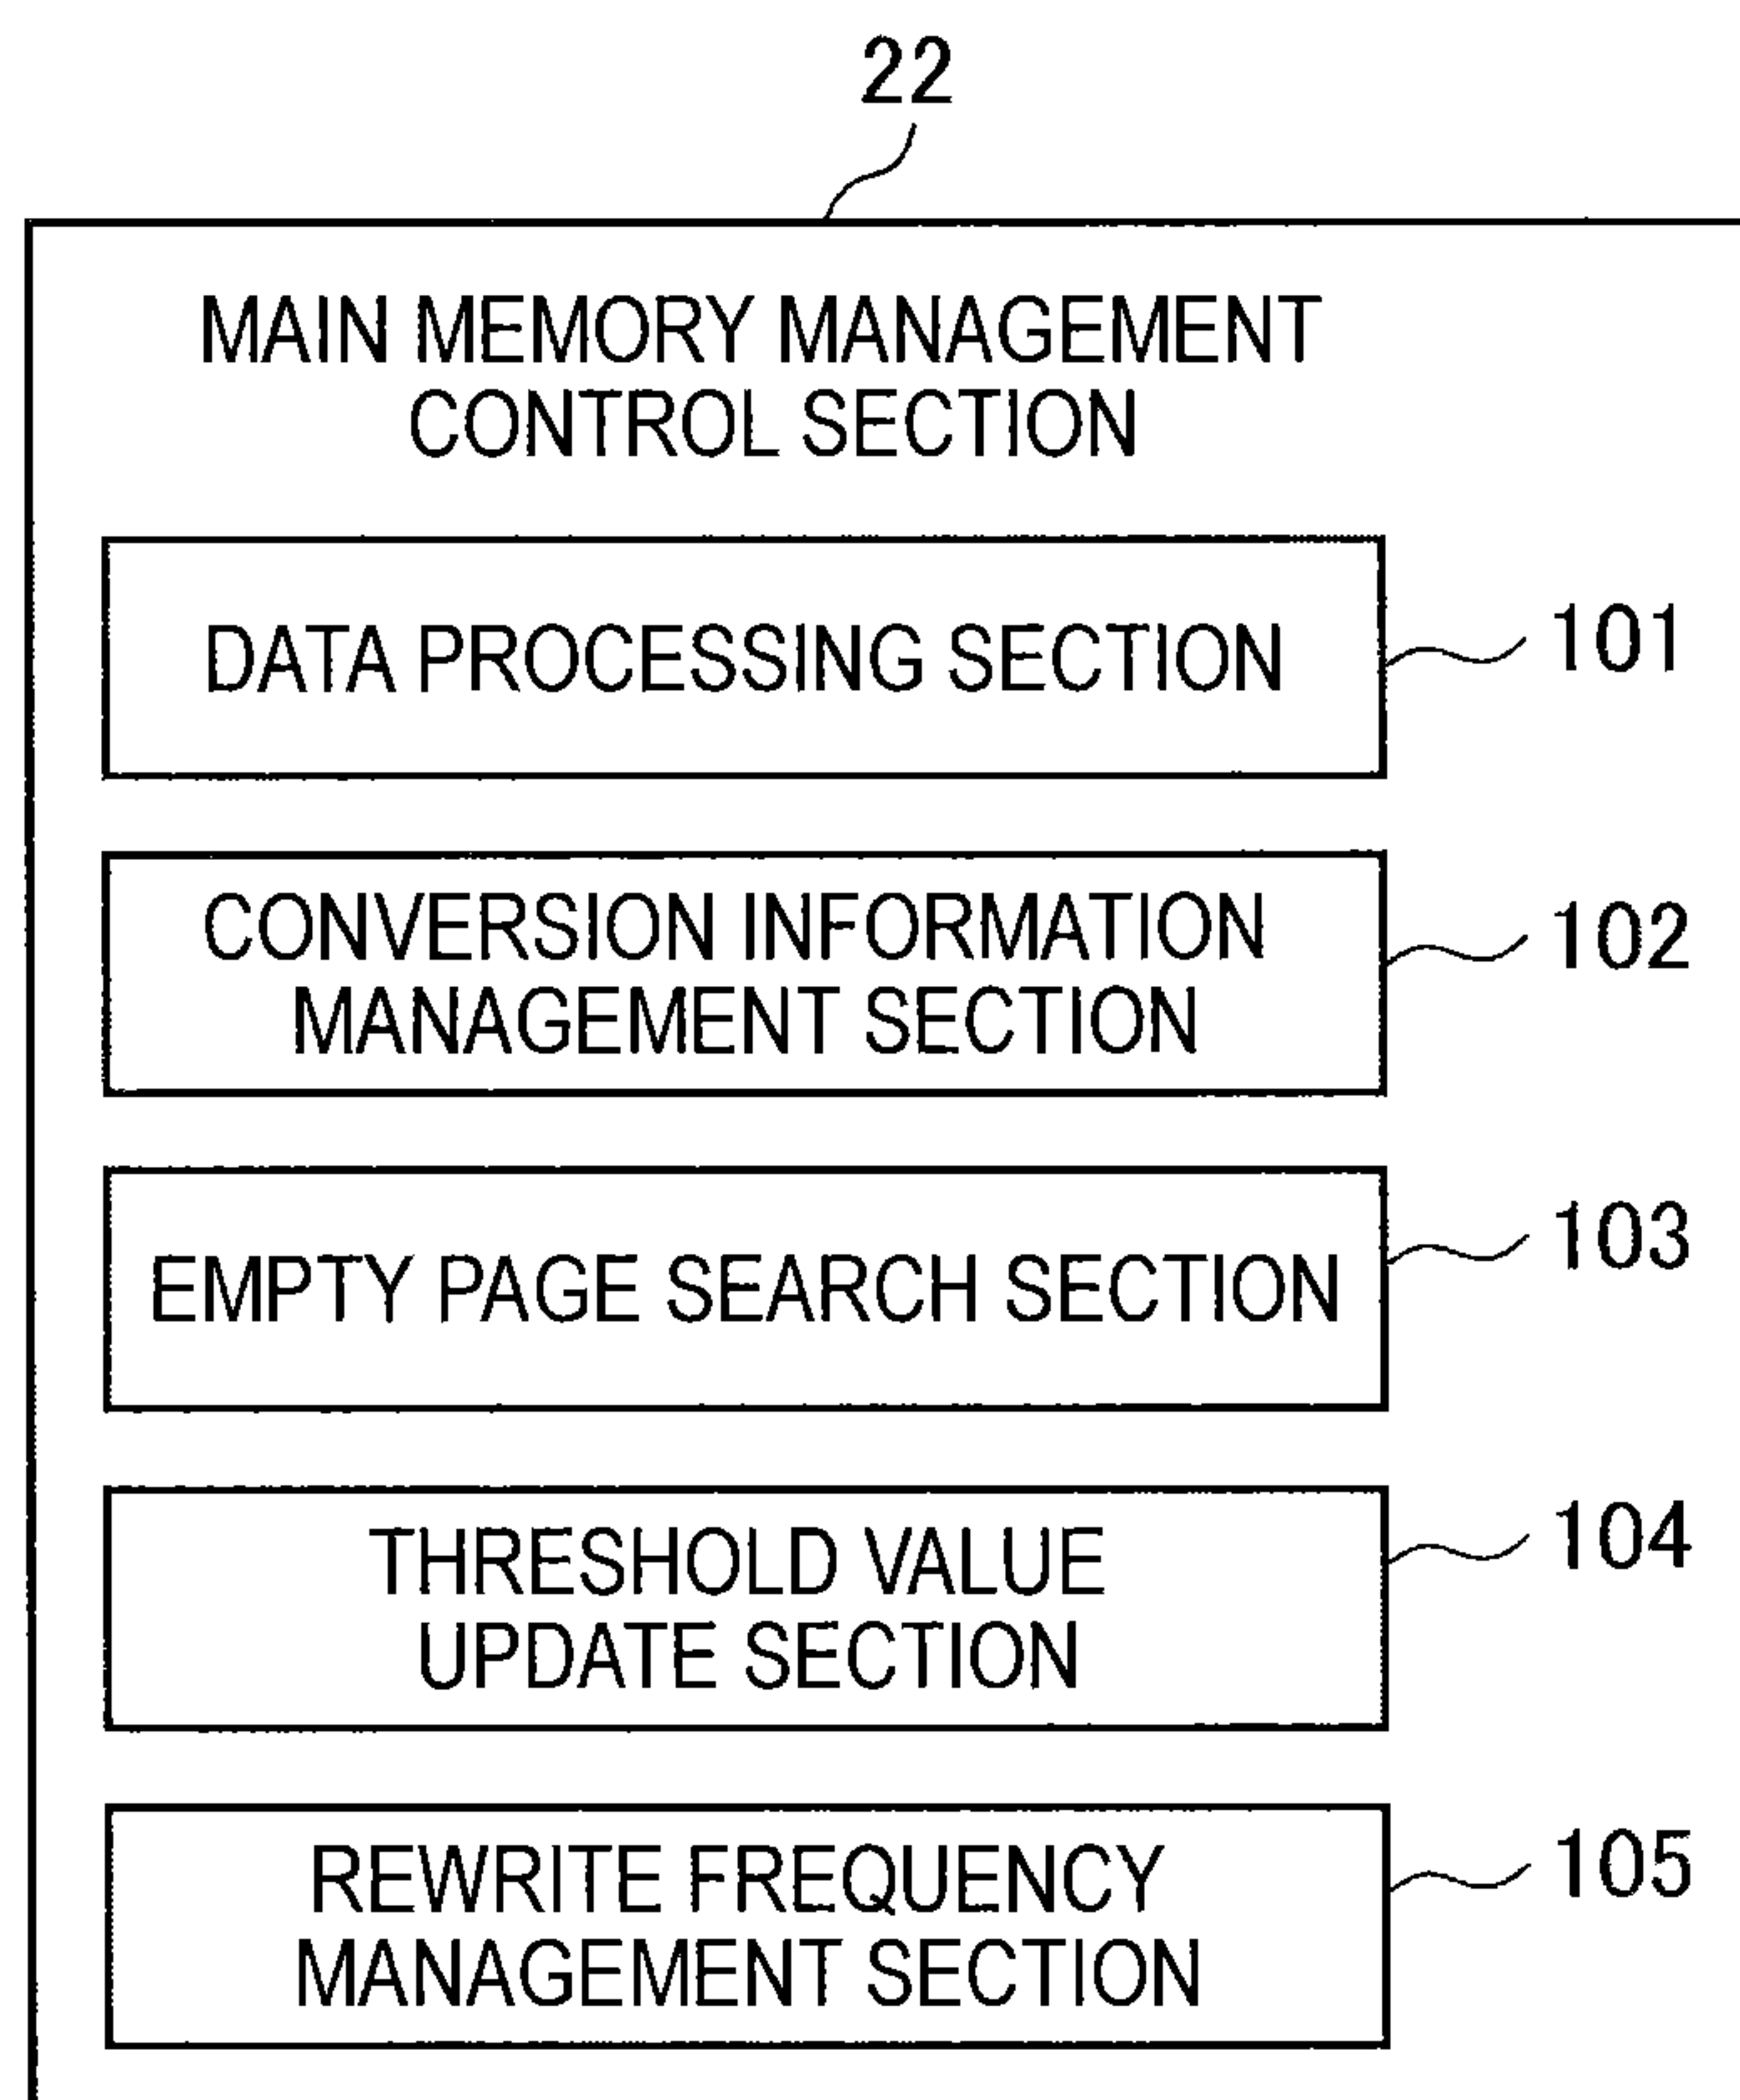 22
MAIN MEMORY MANAGEMENT
CONTROL SECTION
DATA PROCESSING SECTION
101
CONVERSION INFORMATION
MANAGEMENT SECTION
102
EMPTY PAGE SEARCH SECTION
103
THRESHOLD VALUE
UPDATE SECTION
104
REWRITE FREQUENCY
MANAGEMENT SECTION
105